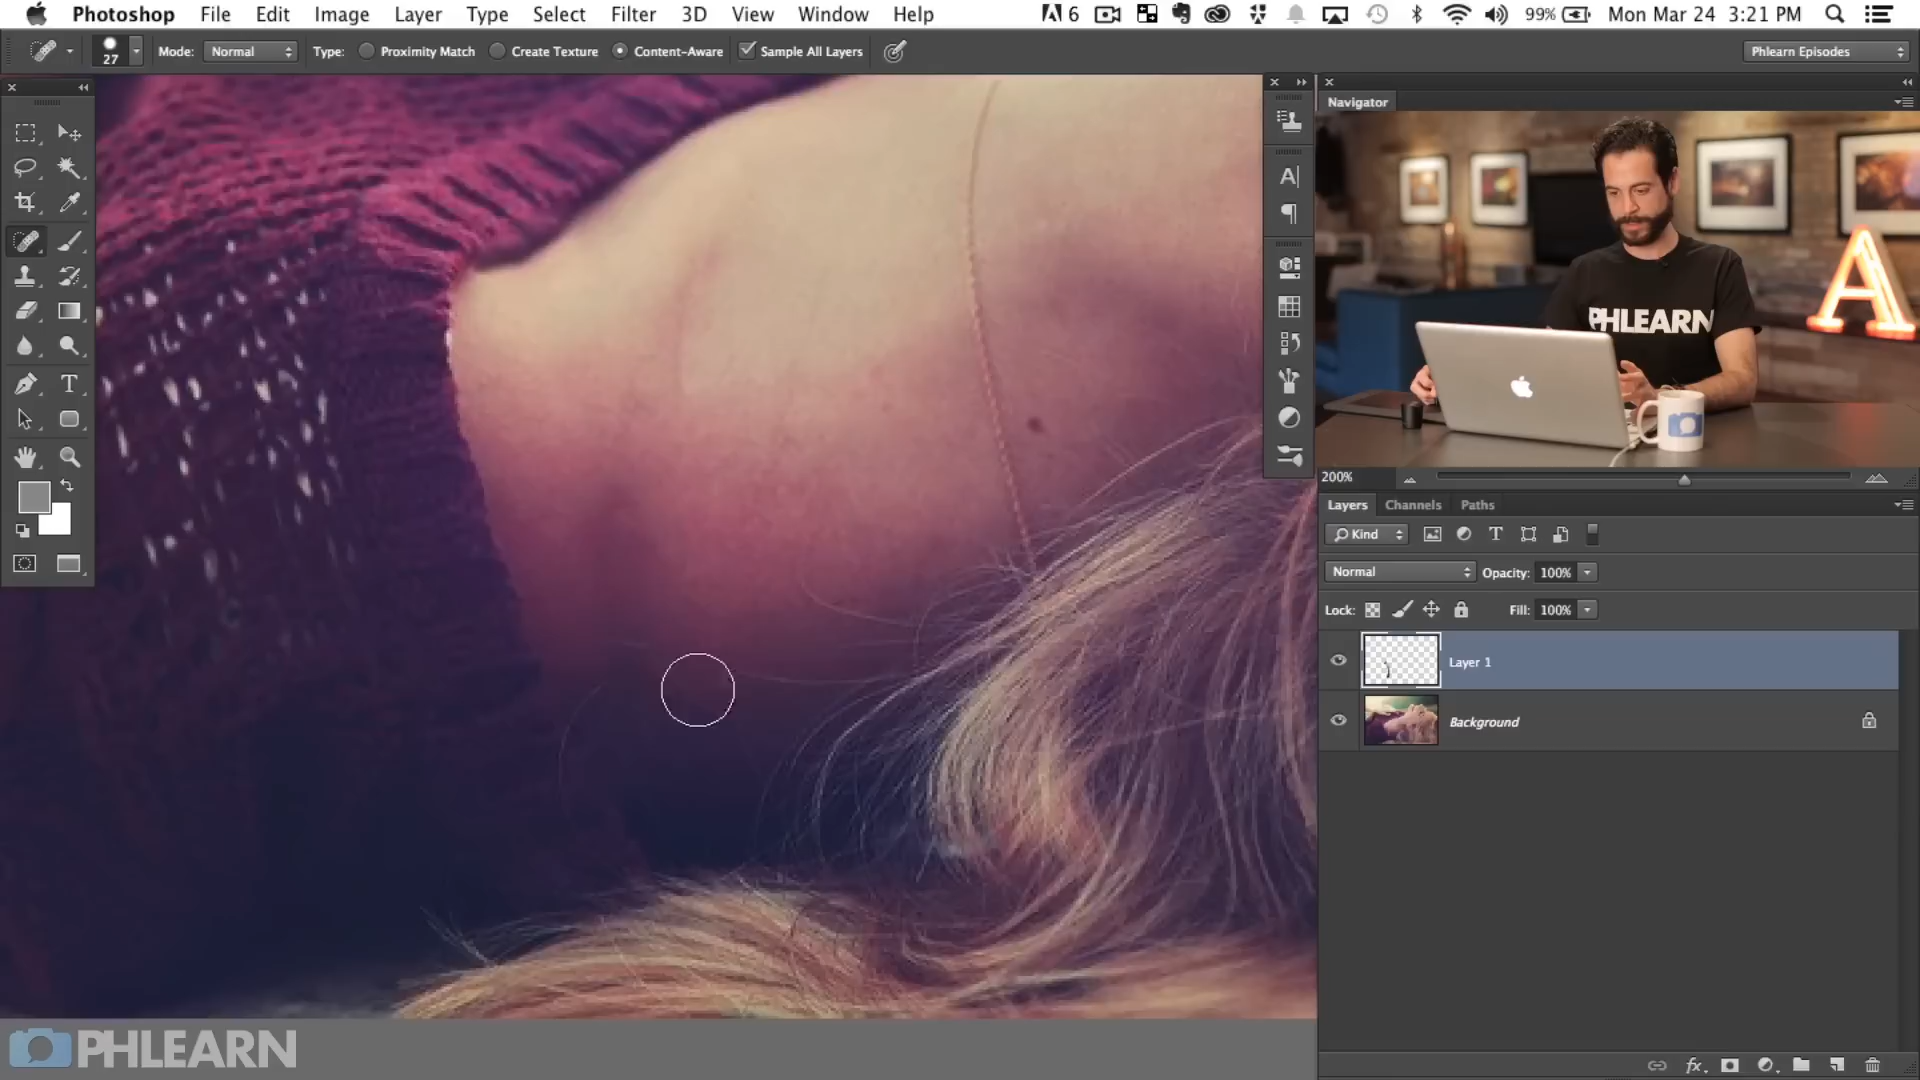 Photoshop File Edit Image Layer Type Select Filter 3D View Window Help 6 99% Mon Mar 24 3:21 PM
27 Mode: Normal Type: Proximity Match Create Texture Content-Aware Sample All Layers Phlearn Episodes
Navigator
A
PHLEARN
200%
Layers Channels Paths
Kind
Normal Opacity: 100%
Lock: Fill: 100%
Layer 1
Background
fx
PHLEARN